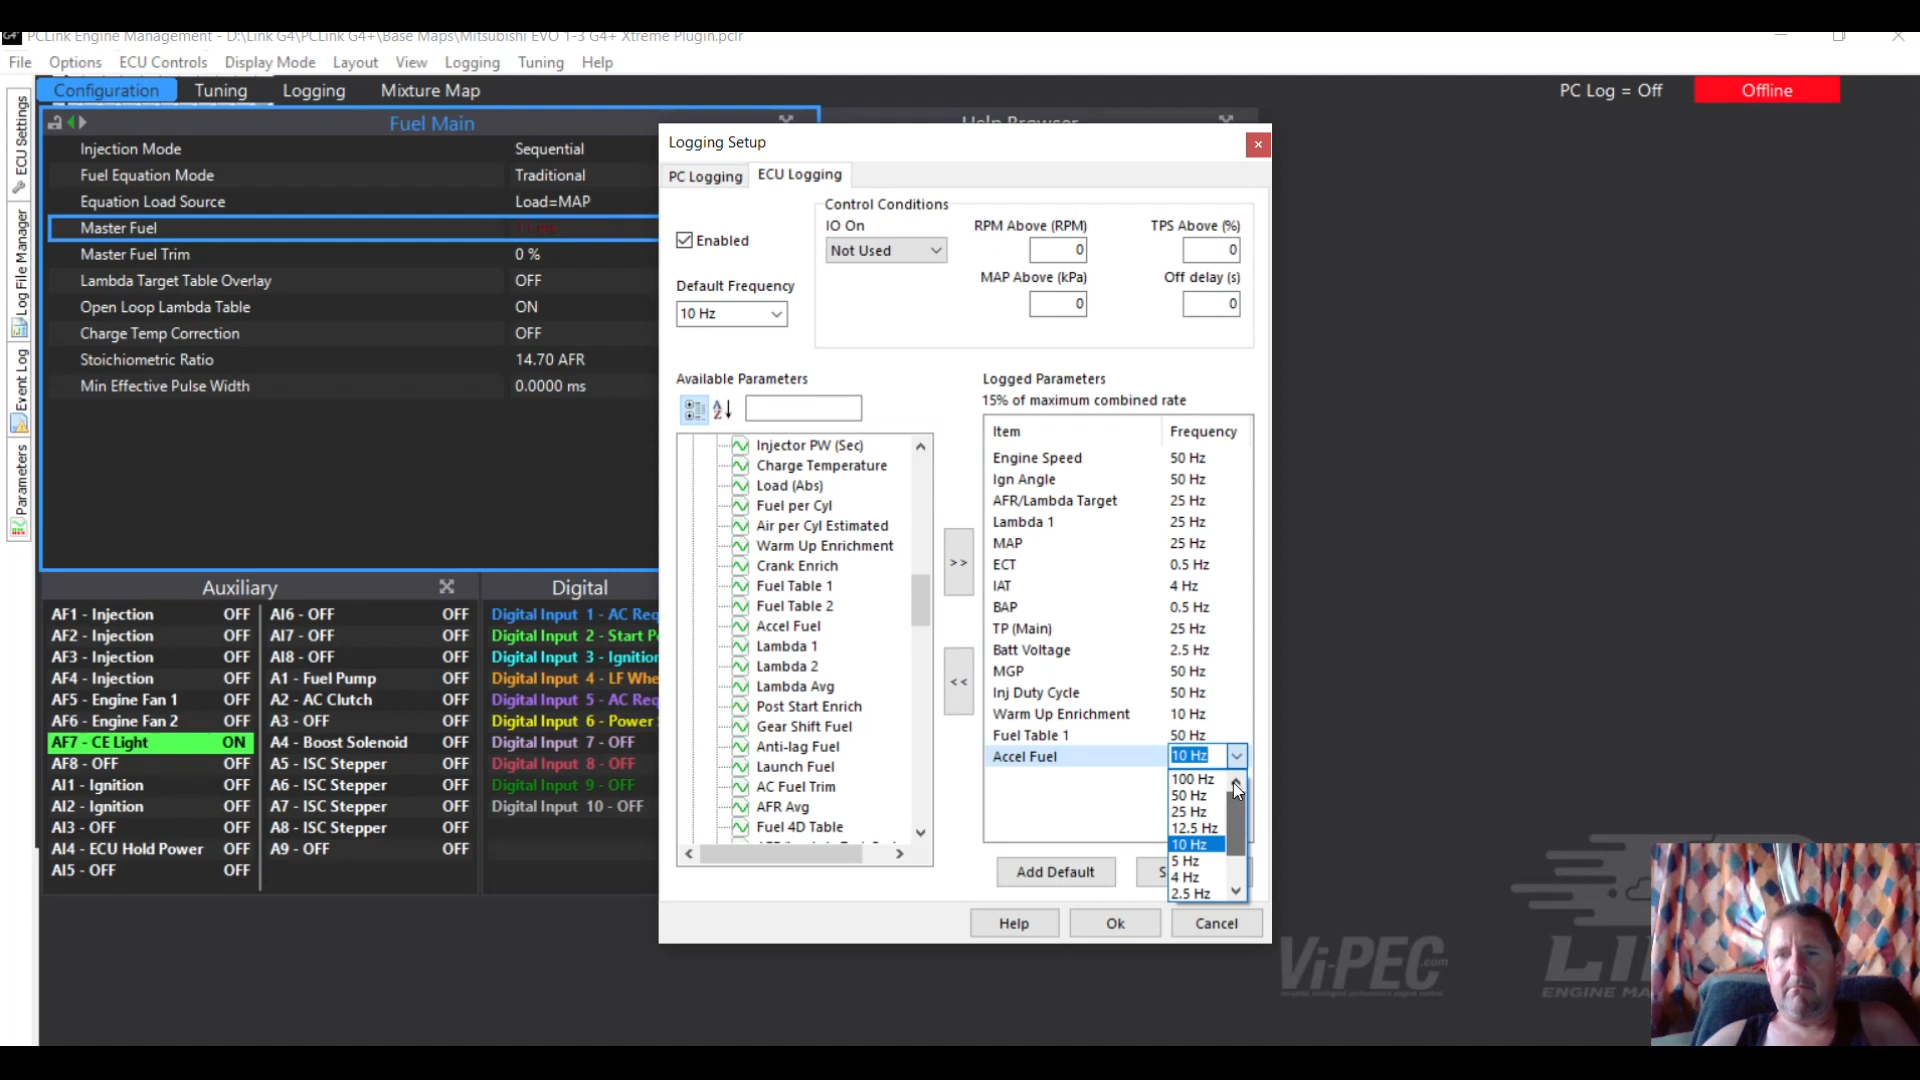 PCLink Engine Management - D:\Link G4\PCLink G4+\Base Maps\Mitsubishi EVO 1-3 G4+ Xtreme Plugin.pclr
File Options ECU Controls Display Mode Layout View Logging Tuning Help
Configuration Tuning Logging Mixture Map PC Log = Off Offline
ECU Settings
Log File Manager
Event Log
Parameters
Fuel Main
Injection Mode Sequential
Fuel Equation Mode Traditional
Equation Load Source Load=MAP
Master Fuel 11 ms
Master Fuel Trim 0 %
Lambda Target Table Overlay OFF
Open Loop Lambda Table ON
Charge Temp Correction OFF
Stoichiometric Ratio 14.70 AFR
Min Effective Pulse Width 0.0000 ms
Help Browser
Logging Setup
PC Logging ECU Logging
Enabled
Default Frequency
10 Hz
Control Conditions
IO On RPM Above (RPM) TPS Above (%)
Not Used 0 0
MAP Above (kPa) Off delay (s)
0 0
Available Parameters
Injector PW (Sec)
Charge Temperature
Load (Abs)
Fuel per Cyl
Air per Cyl Estimated
Warm Up Enrichment
Crank Enrich
Fuel Table 1
Fuel Table 2
Accel Fuel
Lambda 1
Lambda 2
Lambda Avg
Post Start Enrich
Gear Shift Fuel
Anti-lag Fuel
Launch Fuel
AC Fuel Trim
AFR Avg
Fuel 4D Table
>>
<<
Logged Parameters
15% of maximum combined rate
Item Frequency
Engine Speed 50 Hz
Ign Angle 50 Hz
AFR/Lambda Target 25 Hz
Lambda 1 25 Hz
MAP 25 Hz
ECT 0.5 Hz
IAT 4 Hz
BAP 0.5 Hz
TP (Main) 25 Hz
Batt Voltage 2.5 Hz
MGP 50 Hz
Inj Duty Cycle 50 Hz
Warm Up Enrichment 10 Hz
Fuel Table 1 50 Hz
Accel Fuel 10 Hz
100 Hz
50 Hz
25 Hz
12.5 Hz
10 Hz
5 Hz
4 Hz
2.5 Hz
Add Default S
Help Ok Cancel
Auxiliary
AF1 - Injection OFF AI6 - OFF OFF
AF2 - Injection OFF AI7 - OFF OFF
AF3 - Injection OFF AI8 - OFF OFF
AF4 - Injection OFF A1 - Fuel Pump OFF
AF5 - Engine Fan 1 OFF A2 - AC Clutch OFF
AF6 - Engine Fan 2 OFF A3 - OFF OFF
AF7 - CE Light ON A4 - Boost Solenoid OFF
AF8 - OFF OFF A5 - ISC Stepper OFF
AI1 - Ignition OFF A6 - ISC Stepper OFF
AI2 - Ignition OFF A7 - ISC Stepper OFF
AI3 - OFF OFF A8 - ISC Stepper OFF
AI4 - ECU Hold Power OFF A9 - OFF OFF
AI5 - OFF OFF
Digital
Digital Input 1 - AC Req
Digital Input 2 - Start P
Digital Input 3 - Ignition
Digital Input 4 - LF Whe
Digital Input 5 - AC Req
Digital Input 6 - Power
Digital Input 7 - OFF
Digital Input 8 - OFF
Digital Input 9 - OFF
Digital Input 10 - OFF
Vi-PEC.com
LI
ENGINE MA